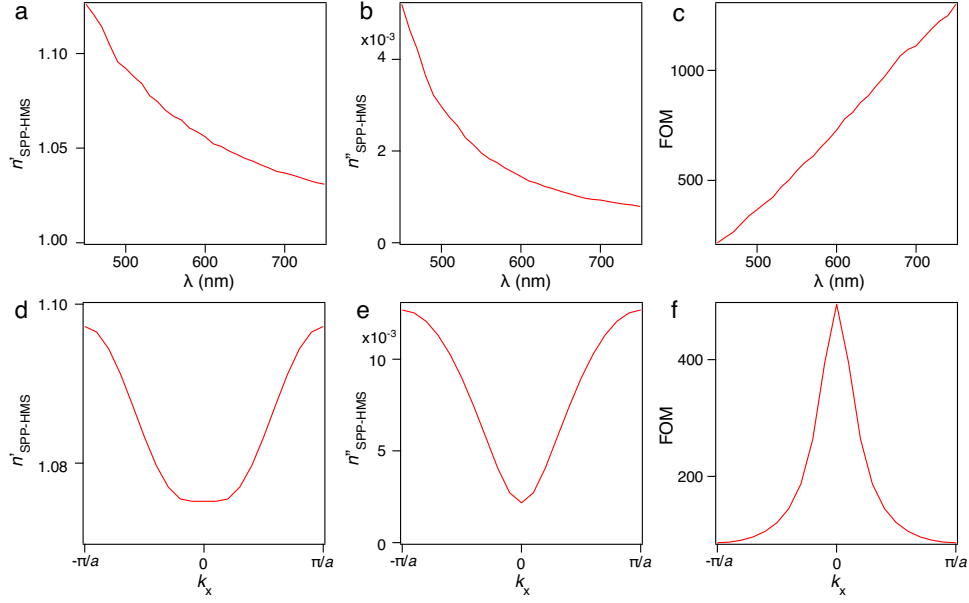 a
n'SPP-HMS
1.10
1.05
1.00
500
600
700
λ (nm)
b
x10-3
n"SPP-HMS
4
2
0
500
600
700
λ (nm)
c
FOM
1000
500
500
600
700
λ (nm)
d
n'SPP-HMS
1.10
1.08
-π/a
0
π/a
kx
e
x10-3
n"SPP-HMS
10
5
0
-π/a
0
π/a
kx
f
FOM
400
200
-π/a
0
π/a
kx